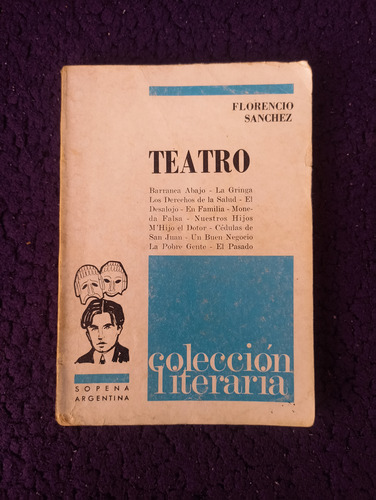 FLORENCIO
SANCHEZ
TEATRO
Barranca Abajo - La Gringa
Los Derechos de la Salud - El
Desalojo - En Familia - Mone-
da Falsa - Nuestros Hijos
M'Hijo el Dotor - Cédulas de
San Juan - Un Buen Negocio
La Pobre Gente - El Pasado
colección
literaria
SOPENA
ARGENTINA